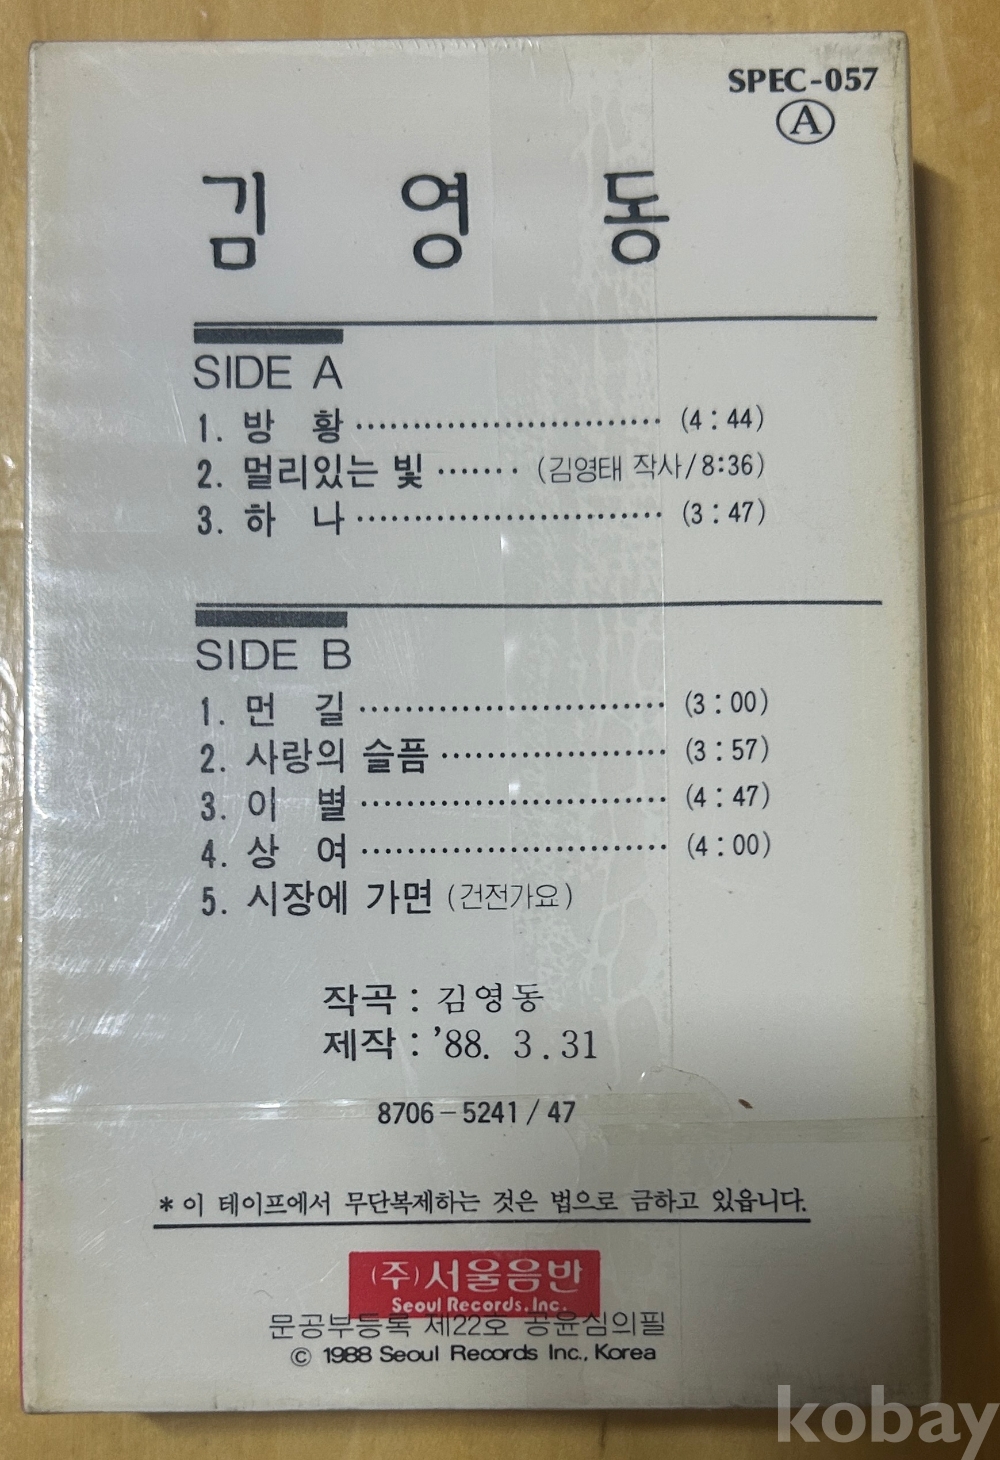 SPEC-057
A
김 영 동
SIDE A
1. 방 황 ………………………… (4 : 44)
2. 멀리있는 빛 ……. (김영태 작사/8:36)
3. 하 나 ………………………… (3 : 47)
SIDE B
1. 먼 길 ………………………… (3 : 00)
2. 사랑의 슬픔 ………………… (3 : 57)
3. 이 별 ………………………… (4 : 47)
4. 상 여 ………………………… (4 : 00)
5. 시장에 가면 (건전가요)
작곡 : 김영동
제작 : '88. 3. 31
8706-5241 / 47
* 이 테이프에서 무단복제하는 것은 법으로 금하고 있읍니다.
(주)서울음반
Seoul Records, Inc.
문공부등록 제22호 공윤심의필
© 1988 Seoul Records Inc., Korea
kobay